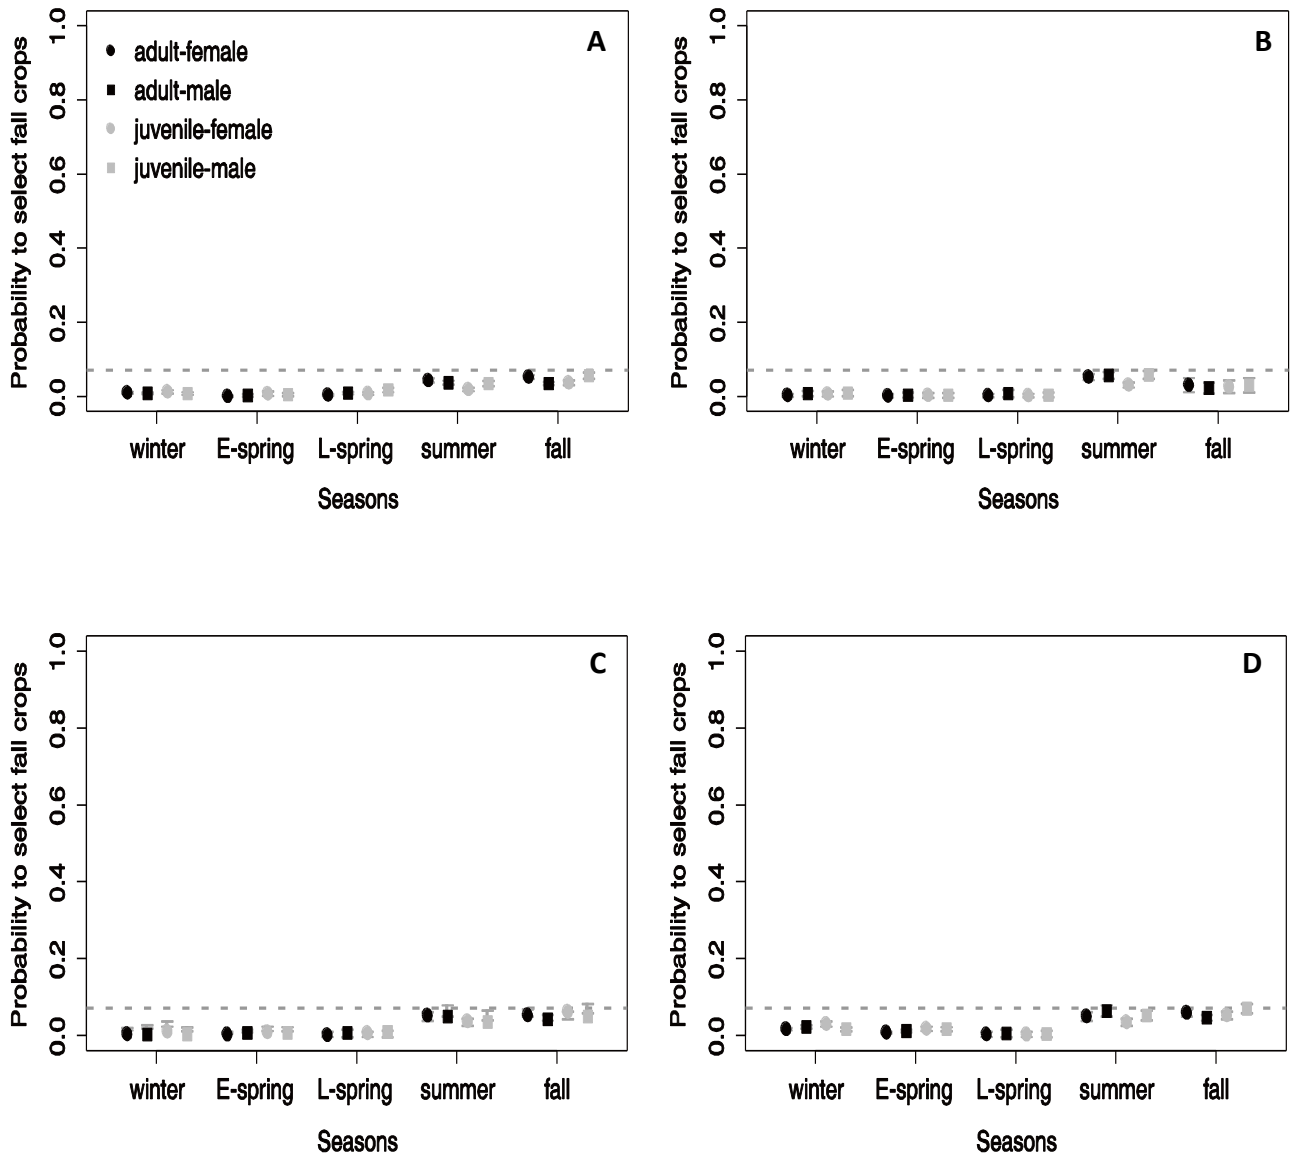 A
adult-female
adult-male
juvenile-female
juvenile-male
Probability to select fall crops
0.0 0.2 0.4 0.6 0.8 1.0
winter E-spring L-spring summer fall
Seasons
B
Probability to select fall crops
0.0 0.2 0.4 0.6 0.8 1.0
winter E-spring L-spring summer fall
Seasons
C
Probability to select fall crops
0.0 0.2 0.4 0.6 0.8 1.0
winter E-spring L-spring summer fall
Seasons
D
Probability to select fall crops
0.0 0.2 0.4 0.6 0.8 1.0
winter E-spring L-spring summer fall
Seasons